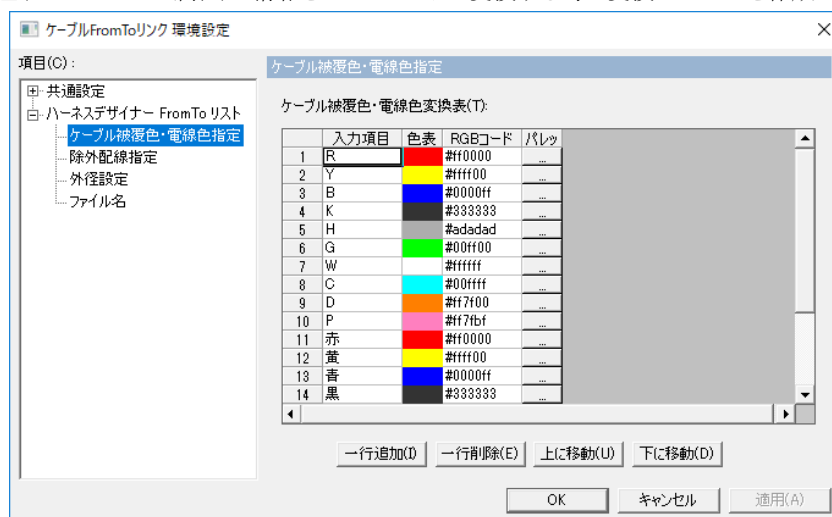 ケーブルFromToリンク 環境設定
項目(C):
共通設定
ハーネスデザイナー FromTo リスト
ケーブル被覆色・電線色指定
除外配線指定
外径設定
ファイル名
ケーブル被覆色・電線色指定
ケーブル被覆色・電線色変換表(T):
入力項目 色表 RGBコード パレッ
1 R #ff0000 ...
2 Y #ffff00 ...
3 B #0000ff ...
4 K #333333 ...
5 H #adadad ...
6 G #00ff00 ...
7 W #ffffff ...
8 C #00ffff ...
9 D #ff7f00 ...
10 P #ff7fbf ...
11 赤 #ff0000 ...
12 黄 #ffff00 ...
13 青 #0000ff ...
14 黒 #333333 ...
一行追加(I) 一行削除(E) 上に移動(U) 下に移動(D)
OK キャンセル 適用(A)